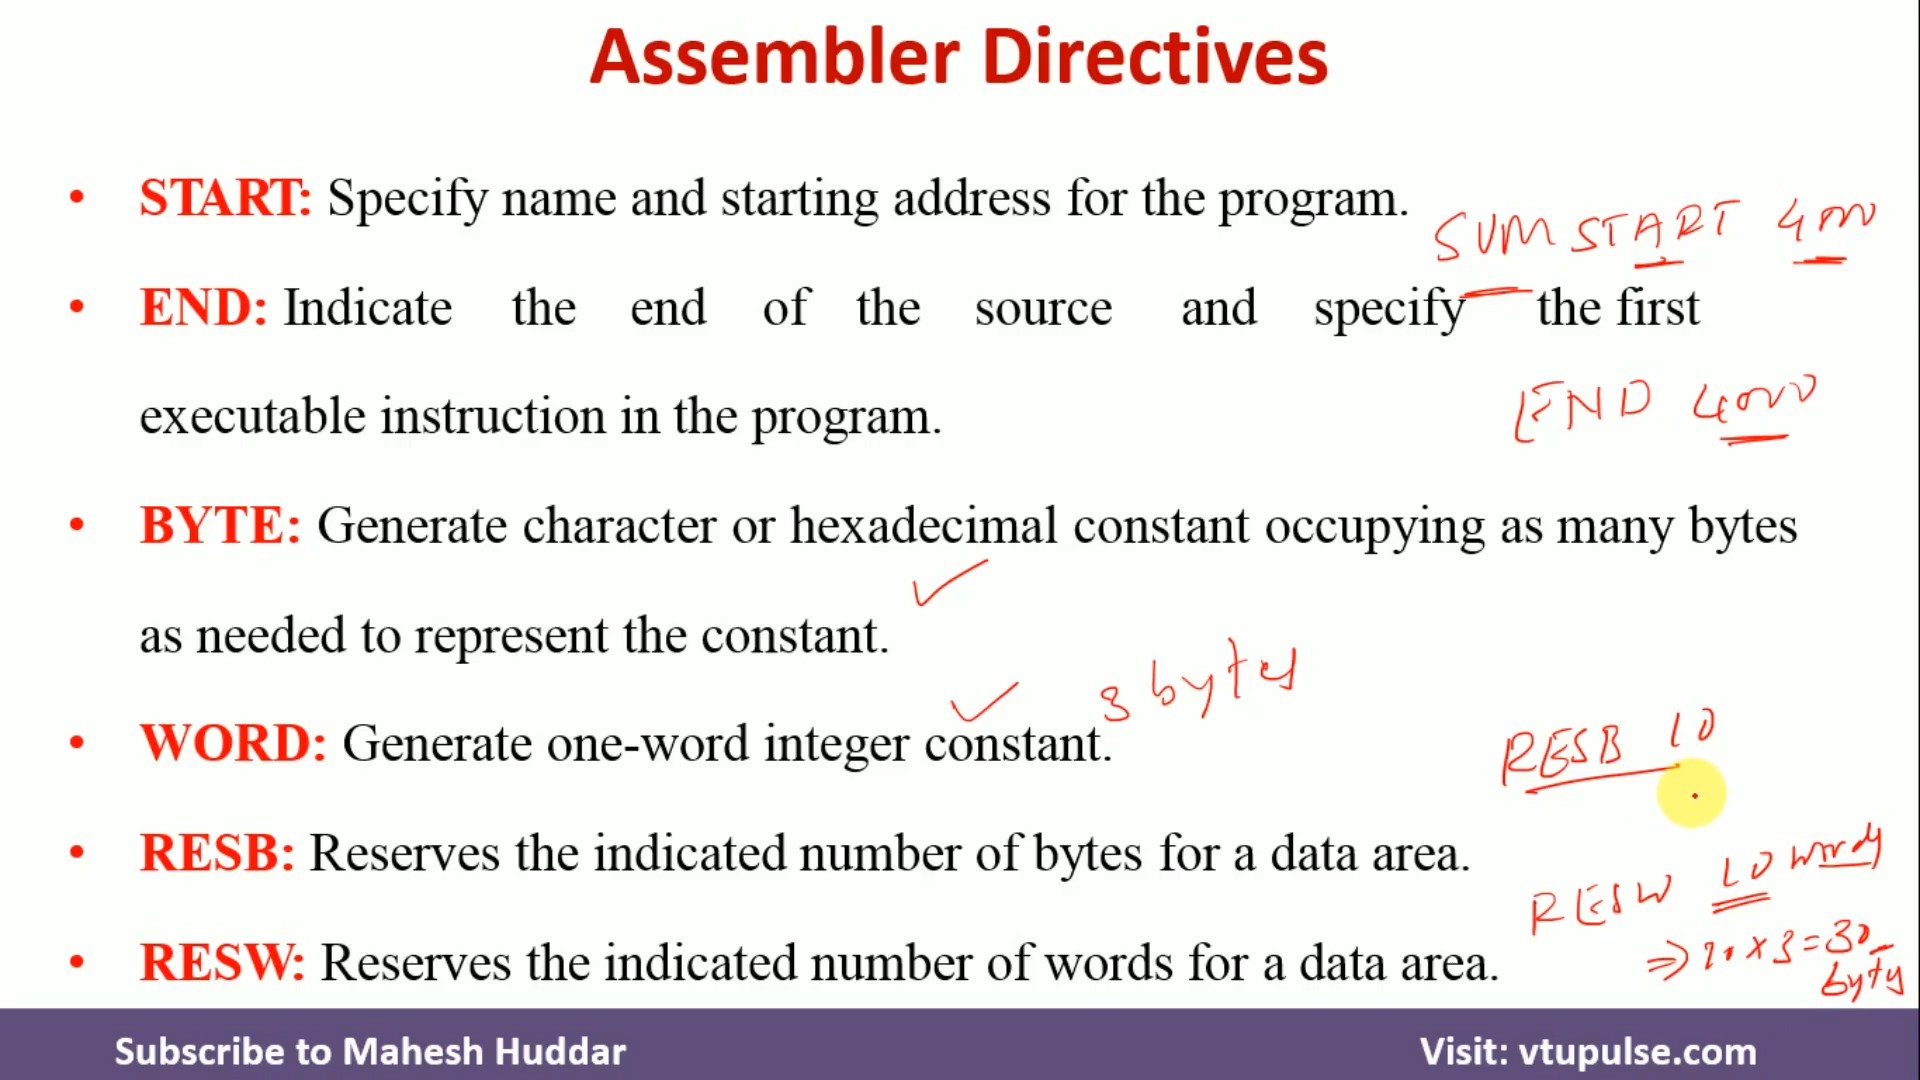 Assembler Directives
• START: Specify name and starting address for the program.
SUM START 4000
• END: Indicate the end of the source and specify the first
executable instruction in the program.
END 4000
• BYTE: Generate character or hexadecimal constant occupying as many bytes
as needed to represent the constant.
3 bytes
• WORD: Generate one-word integer constant.
RESB 10
• RESB: Reserves the indicated number of bytes for a data area.
RESW 10 words
• RESW: Reserves the indicated number of words for a data area.
⇒ 10 × 3 = 30
bytes
Subscribe to Mahesh Huddar
Visit: vtupulse.com